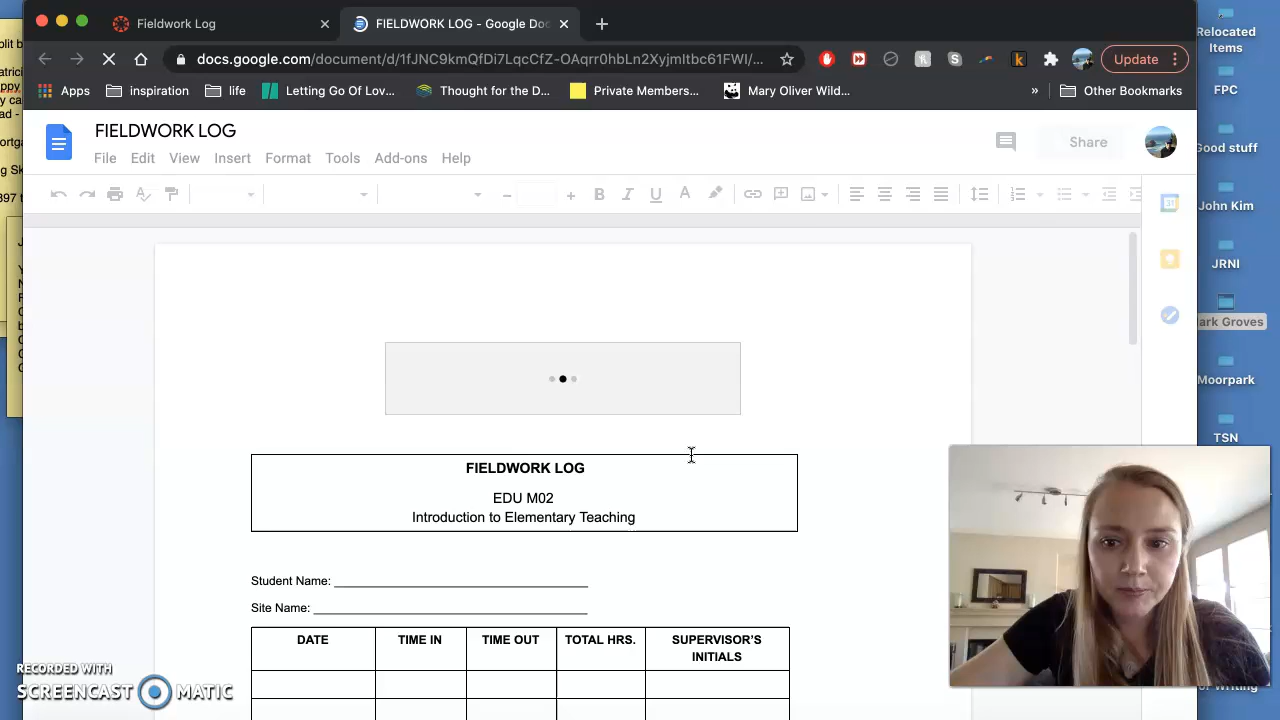 Fieldwork Log
FIELDWORK LOG - Google Doc
docs.google.com/document/d/1fJNC9kmQfDi7LqcCfZ-OAqrr0hbLn2XyjmItbc61FWI/...
Update
Apps
inspiration
life
Letting Go Of Lov...
Thought for the D...
Private Members...
Mary Oliver Wild...
»
Other Bookmarks
FIELDWORK LOG
File Edit View Insert Format Tools Add-ons Help
Share
FIELDWORK LOG
EDU M02
Introduction to Elementary Teaching
Student Name:
Site Name:
DATE TIME IN TIME OUT TOTAL HRS. SUPERVISOR'S INITIALS
Relocated Items
FPC
Good stuff
John Kim
JRNI
ark Groves
Moorpark
TSN
RECORDED WITH
SCREENCAST MATIC